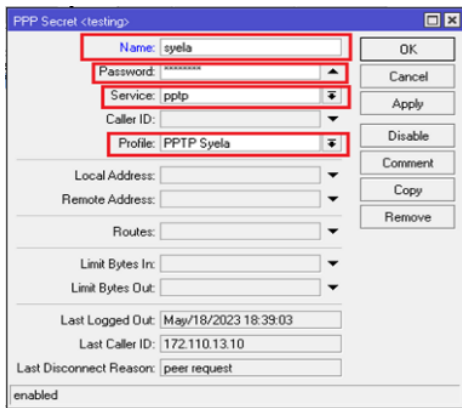 PPP Secret <testing>
Name: syela
OK
Password: ********
Cancel
Service: pptp
Apply
Caller ID:
Profile: PPTP Syela
Disable
Comment
Local Address:
Copy
Remote Address:
Remove
Routes:
Limit Bytes In:
Limit Bytes Out:
Last Logged Out: May/18/2023 18:39:03
Last Caller ID: 172.110.13.10
Last Disconnect Reason: peer request
enabled